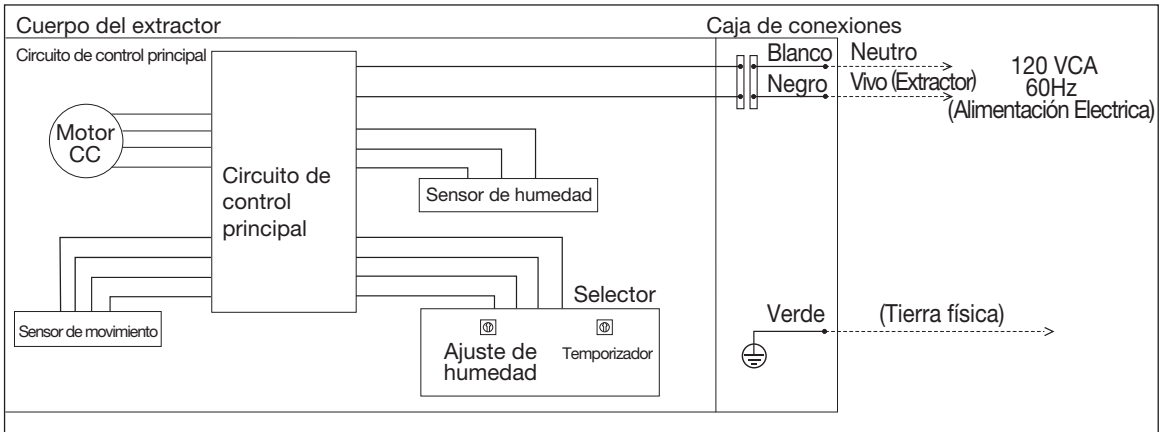 Cuerpo del extractor
Caja de conexiones
Circuito de control principal
Blanco
Neutro
Negro
Vivo (Extractor)
120 VCA
60Hz
(Alimentación Electrica)
Motor
CC
Circuito de
control
principal
Sensor de humedad
Sensor de movimiento
Selector
Ajuste de
humedad
Temporizador
Verde
(Tierra física)